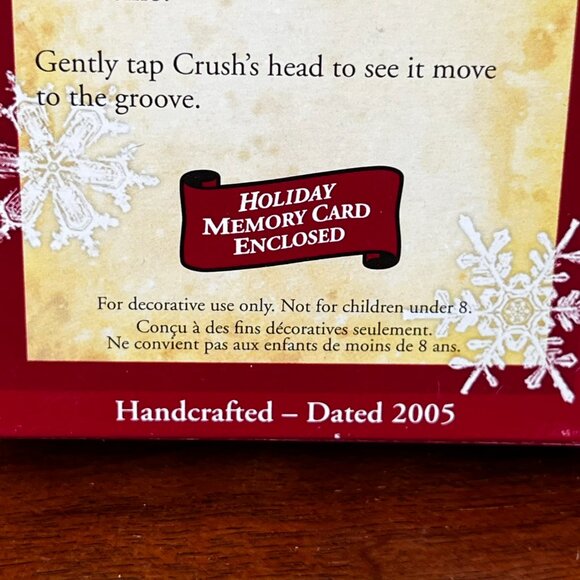 Gently tap Crush's head to see it move
to the groove.
HOLIDAY
MEMORY CARD
ENCLOSED
For decorative use only. Not for children under 8.
Conçu à des fins décoratives seulement.
Ne convient pas aux enfants de moins de 8 ans.
Handcrafted – Dated 2005